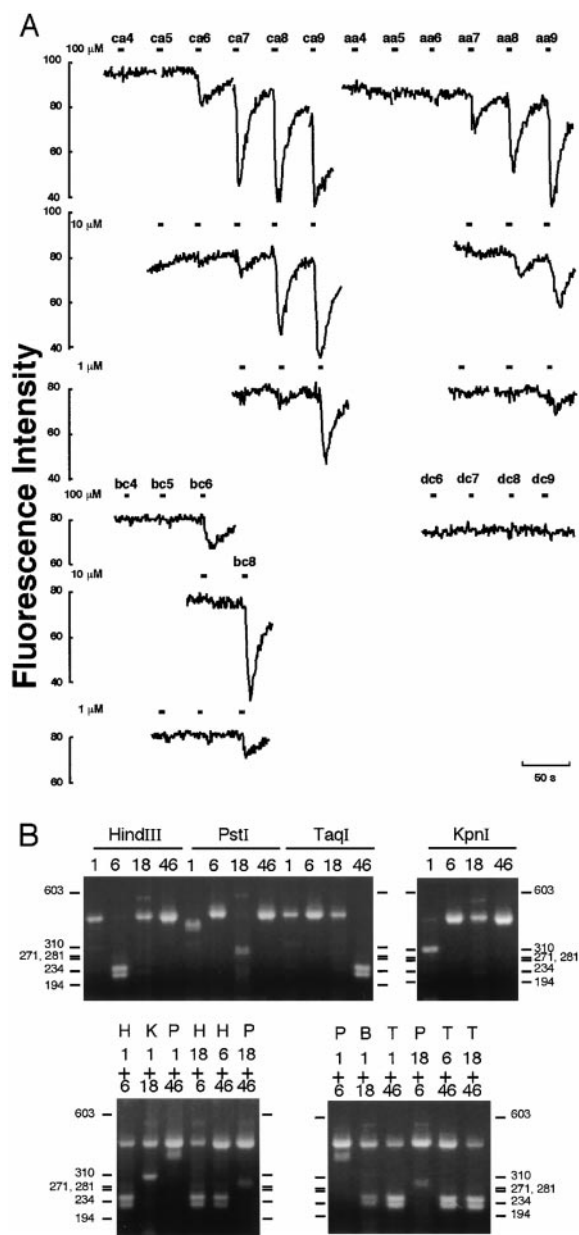 A
ca4 ca5 ca6 ca7 ca8 ca9 aa4 aa5 aa6 aa7 aa8 aa9
100 µM
100
80
60
40
100
10 µM
80
60
40
1 µM
80
60
40
Fluorescence Intensity
bc4 bc5 bc6 dc6 dc7 dc8 dc9
100 µM
80
60
bc8
10 µM
80
60
40
1 µM
80
60
50 s
B
HindIII PstI TaqI KpnI
1 6 18 46 1 6 18 46 1 6 18 46 1 6 18 46
603 603
310 310
271, 281 271, 281
234 234
194 194
H K P H H P P B T P T T
1 1 1 18 6 18 1 1 1 18 6 18
+ + + + + + + + + + + +
6 18 46 6 46 46 6 18 46 6 46 46
603 603
310 310
271, 281 271, 281
234 234
194 194